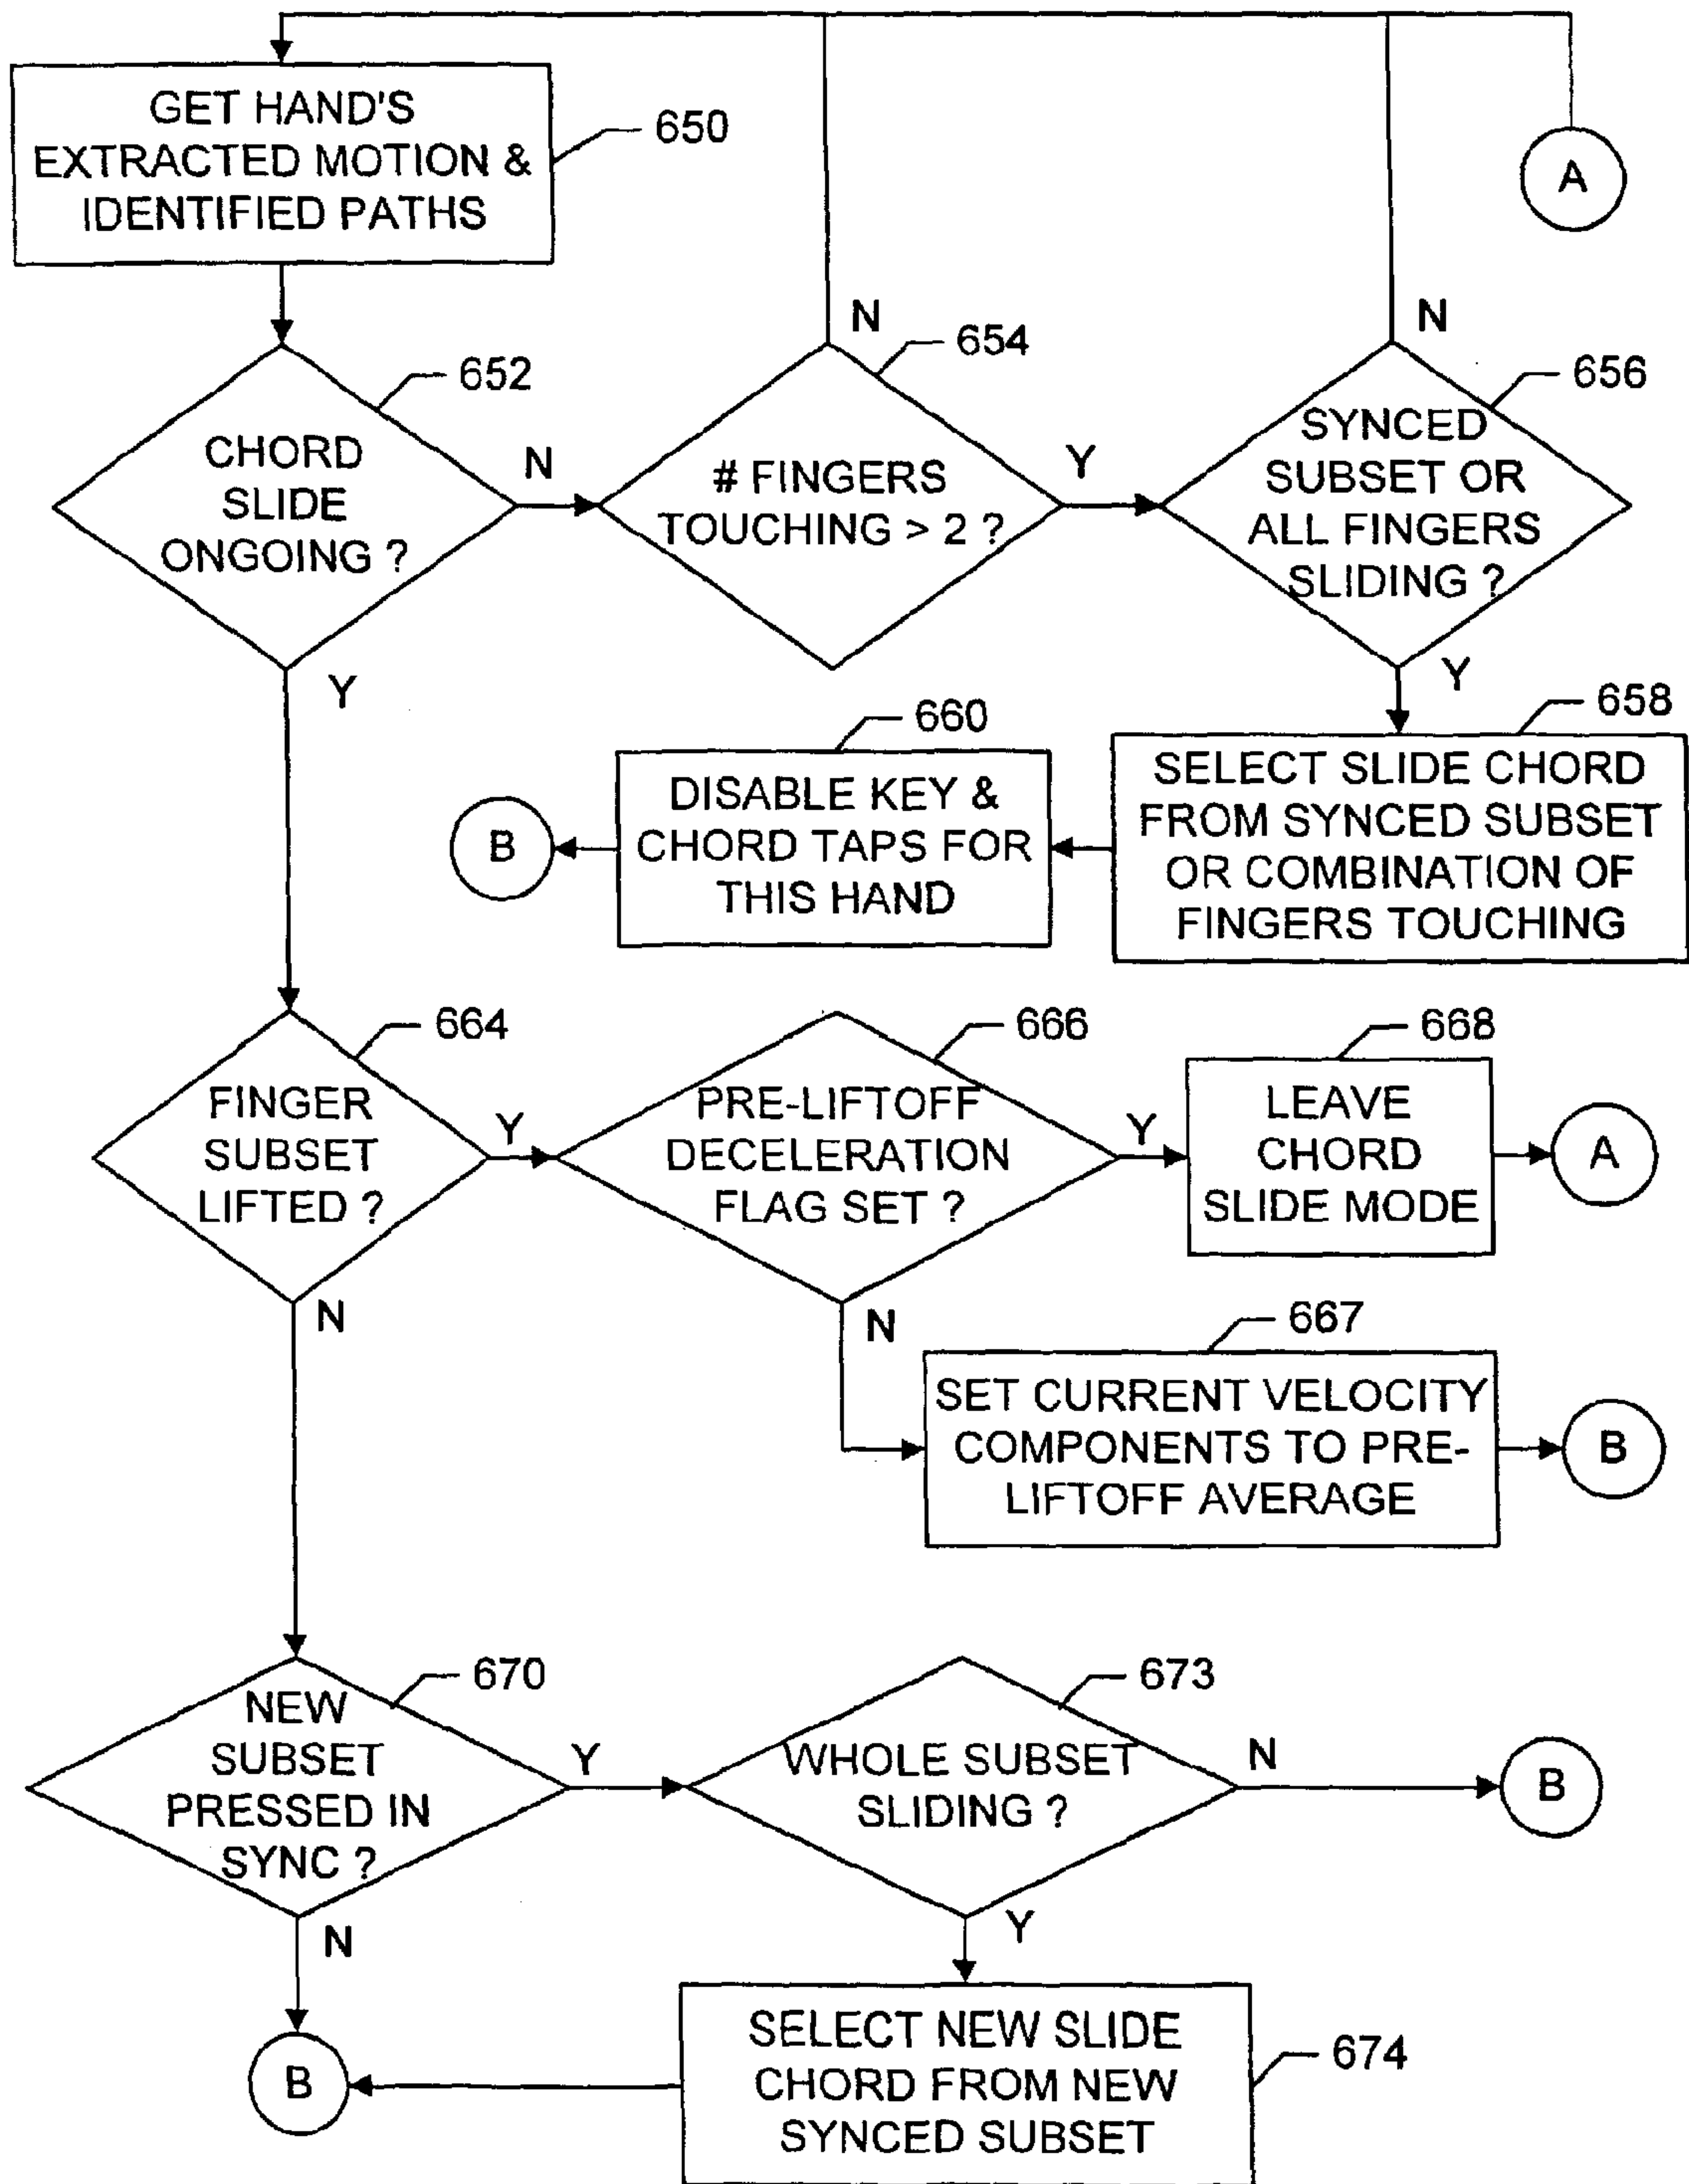 GET HAND'S
EXTRACTED MOTION &
IDENTIFIED PATHS
650
A
N
N
652
654
656
CHORD
SLIDE
ONGOING ?
N
# FINGERS
TOUCHING > 2 ?
Y
SYNCED
SUBSET OR
ALL FINGERS
SLIDING ?
Y
Y
660
658
B
DISABLE KEY &
CHORD TAPS FOR
THIS HAND
SELECT SLIDE CHORD
FROM SYNCED SUBSET
OR COMBINATION OF
FINGERS TOUCHING
664
666
668
FINGER
SUBSET
LIFTED ?
Y
PRE-LIFTOFF
DECELERATION
FLAG SET ?
Y
LEAVE
CHORD
SLIDE MODE
A
N
N
667
SET CURRENT VELOCITY
COMPONENTS TO PRE-
LIFTOFF AVERAGE
B
670
673
NEW
SUBSET
PRESSED IN
SYNC ?
Y
WHOLE SUBSET
SLIDING ?
N
B
N
Y
B
SELECT NEW SLIDE
CHORD FROM NEW
SYNCED SUBSET
674